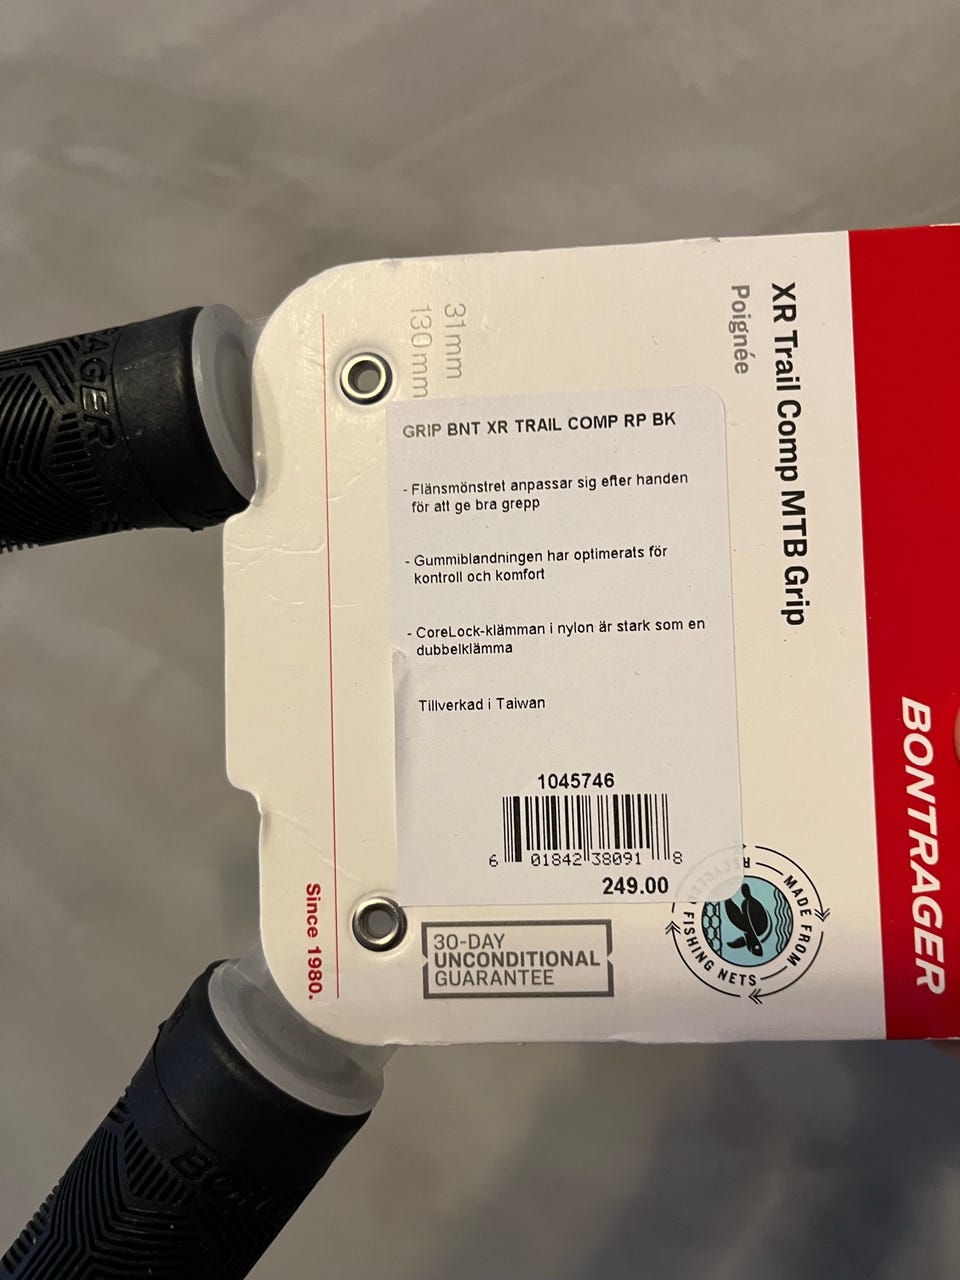 BONTRAGER
XR Trail Comp MTB Grip
Poignée
31mm
130 mm
GRIP BNT XR TRAIL COMP RP BK
- Flänsmönstret anpassar sig efter handen
för att ge bra grepp
- Gummiblandningen har optimerats för
kontroll och komfort
- CoreLock-klämman i nylon är stark som en
dubbelklämma
Tillverkad i Taiwan
1045746
6 01842 38091 8
249.00
MADE FROM
FISHING NETS
30-DAY
UNCONDITIONAL
GUARANTEE
Since 1980.